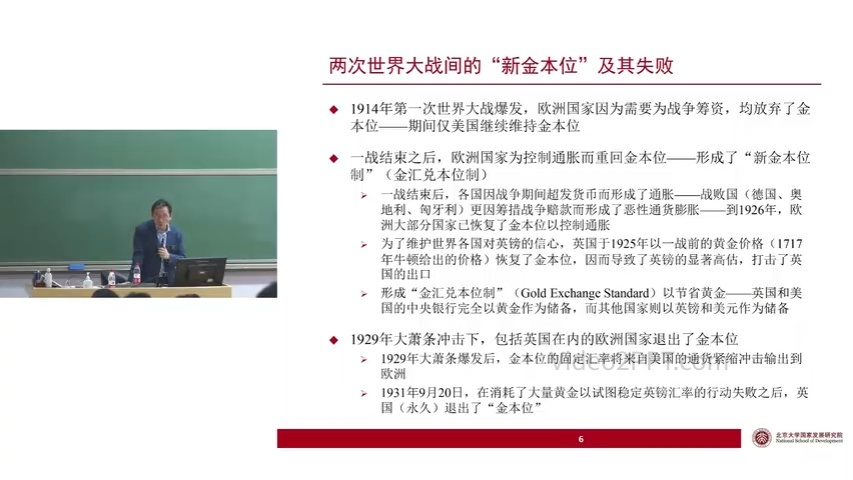 两次世界大战间的“新金本位”及其失败
◆ 1914年第一次世界大战爆发，欧洲国家因为需要为战争筹资，均放弃了金
本位——期间仅美国继续维持金本位
◆ 一战结束之后，欧洲国家为控制通胀而重回金本位——形成了“新金本位
制”（金汇兑本位制）
➢ 一战结束后，各国因战争期间超发货币而形成了通胀——战败国（德国、奥
地利、匈牙利）更因筹措战争赔款而形成了恶性通货膨胀——到1926年，欧
洲大部分国家已恢复了金本位以控制通胀
➢ 为了维护世界各国对英镑的信心，英国于1925年以一战前的黄金价格（1717
年牛顿给出的价格）恢复了金本位，因而导致了英镑的显著高估，打击了英
国的出口
➢ 形成“金汇兑本位制”（Gold Exchange Standard）以节省黄金——英国和美
国的中央银行完全以黄金作为储备，而其他国家则以英镑和美元作为储备
◆ 1929年大萧条冲击下，包括英国在内的欧洲国家退出了金本位
➢ 1929年大萧条爆发后，金本位的固定汇率将来自美国的通货紧缩冲击输出到
欧洲
video2PPT.com
➢ 1931年9月20日，在消耗了大量黄金以试图稳定英镑汇率的行动失败之后，英
国（永久）退出了“金本位”
6
北京大学国家发展研究院
National School of Development